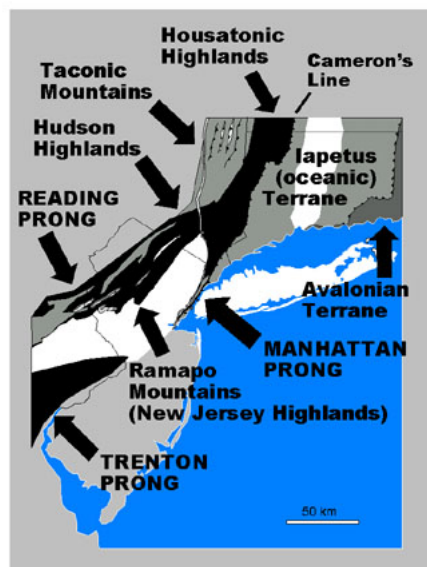 Housatonic
Highlands
Cameron's
Line
Taconic
Mountains
Hudson
Highlands
Iapetus
(oceanic)
Terrane
READING
PRONG
Avalonian
Terrane
MANHATTAN
PRONG
Ramapo
Mountains
(New Jersey Highlands)
TRENTON
PRONG
50 km